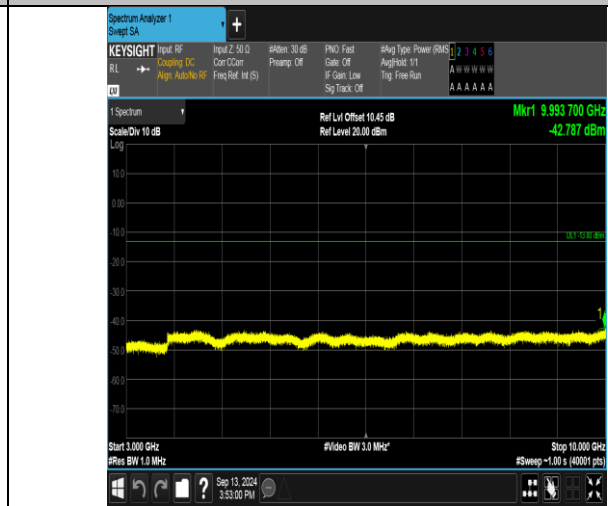 Spectrum Analyzer 1
Swept SA
+
KEYSIGHT Input: RF Input Z: 50 Ω #Atten: 30 dB PNO: Fast #Avg Type: Power (RMS 1 2 3 4 5 6
RL Coupling: DC Corr CCorr Preamp: Off Gate: Off Avg|Hold: 1/1 A W W W W W
Align: Auto/No RF Freq Ref: Int (S) IF Gain: Low Trig: Free Run
LXI Sig Track: Off A A A A A A
1 Spectrum Ref Lvl Offset 10.45 dB Mkr1 9.993 700 GHz
Scale/Div 10 dB Ref Level 20.00 dBm -42.787 dBm
Log
10.0
0.00
-10.0
DL1 -13.00 dBm
-20.0
-30.0
-40.0
1
-50.0
-60.0
-70.0
Start 3.000 GHz #Video BW 3.0 MHz* Stop 10.000 GHz
#Res BW 1.0 MHz #Sweep ~1.00 s (40001 pts)
? Sep 13, 2024
3:53:00 PM